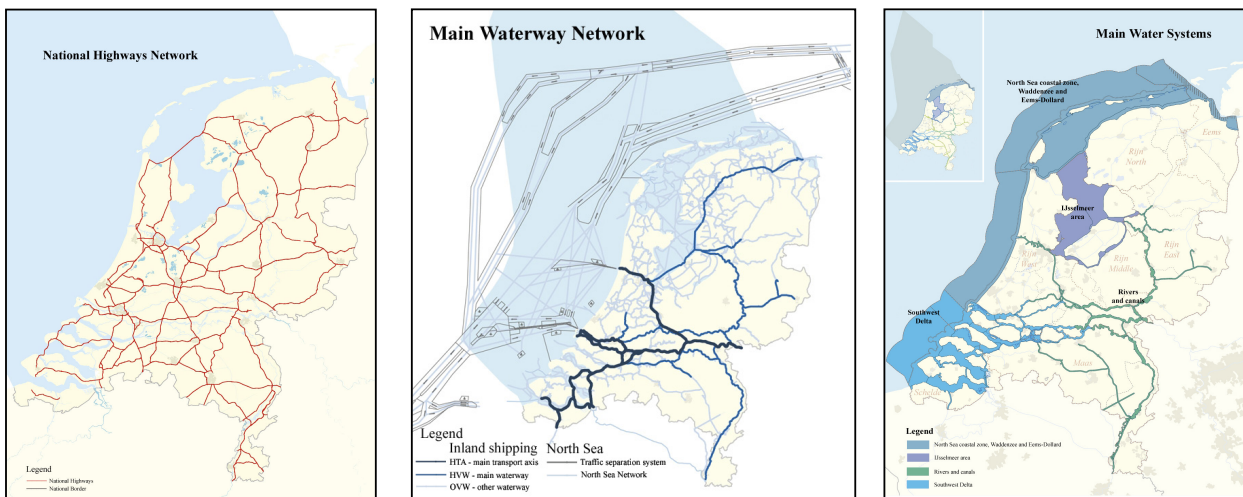 National Highways Network
Legend
National Highways
National Border
Main Waterway Network
Legend
Inland shipping
North Sea
HTA - main transport axis
Traffic separation system
HVW - main waterway
North Sea Network
OVW - other waterway
Main Water Systems
North Sea coastal zone,
Waddenzee and
Eems-Dollard
Eems
Rijn
North
IJsselmeer
area
Rijn
West
Rijn
Middle
Rijn
East
Rivers
and canals
Southwest
Delta
Maas
Schelde
Legend
North Sea coastal zone, Waddenzee and Eems-Dollard
IJsselmeer area
Rivers and canals
Southwest Delta